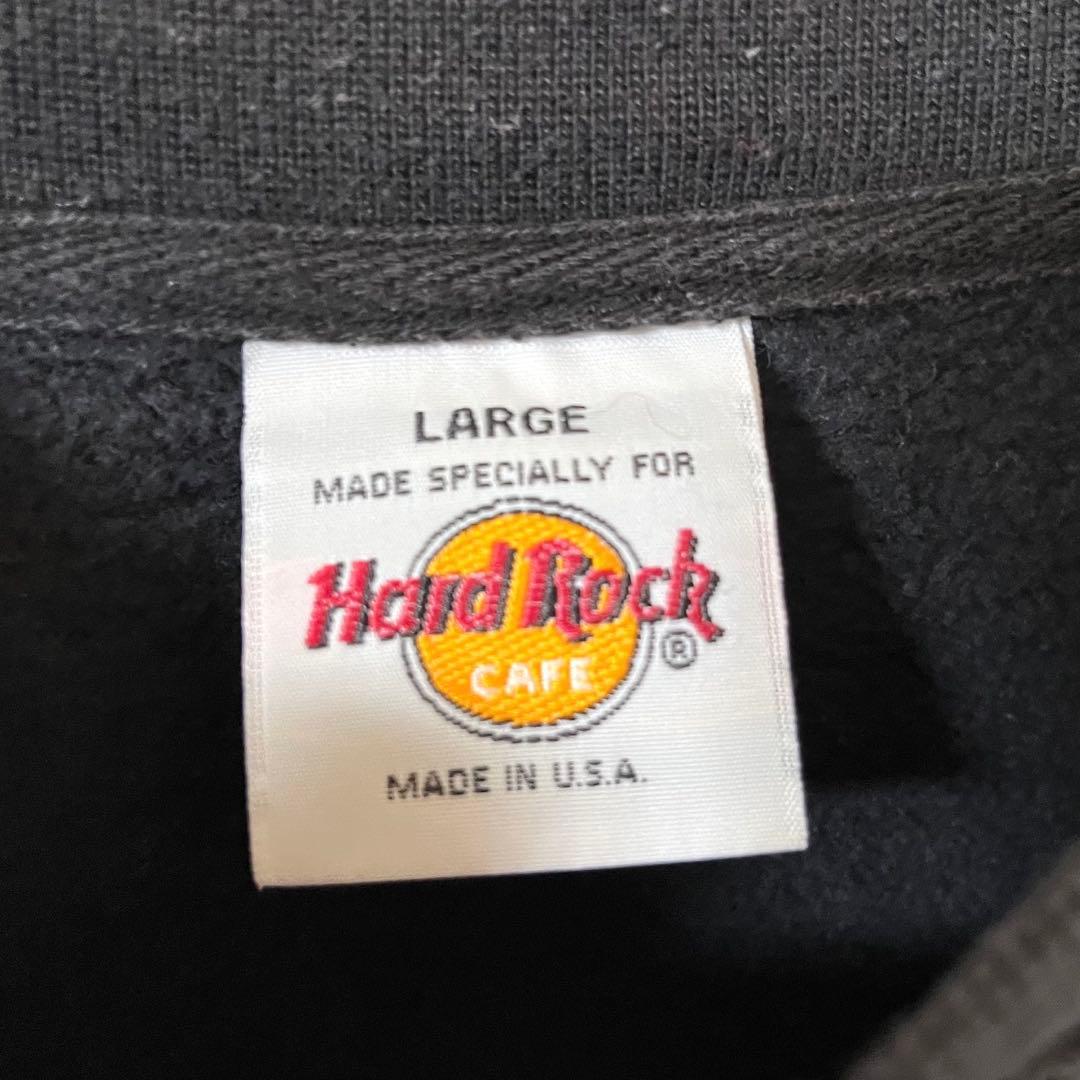 LARGE
MADE SPECIALLY FOR
Hard Rock
CAFE ®
MADE IN U.S.A.